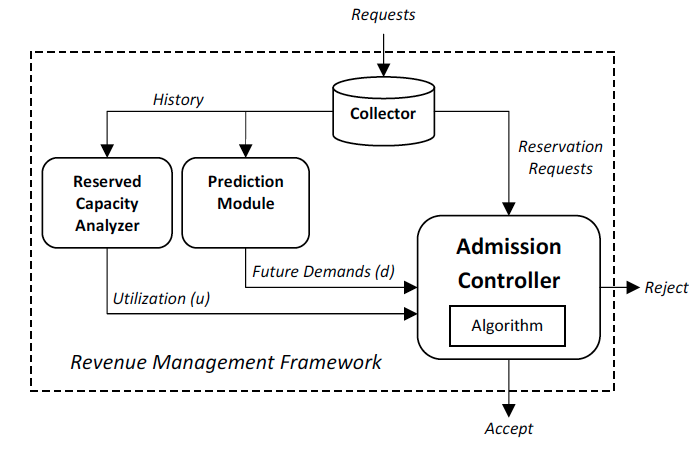 Requests
History
Collector
Reservation
Requests
Reserved
Capacity
Analyzer
Prediction
Module
Admission
Controller
Algorithm
Future Demands (d)
Utilization (u)
Reject
Revenue Management Framework
Accept